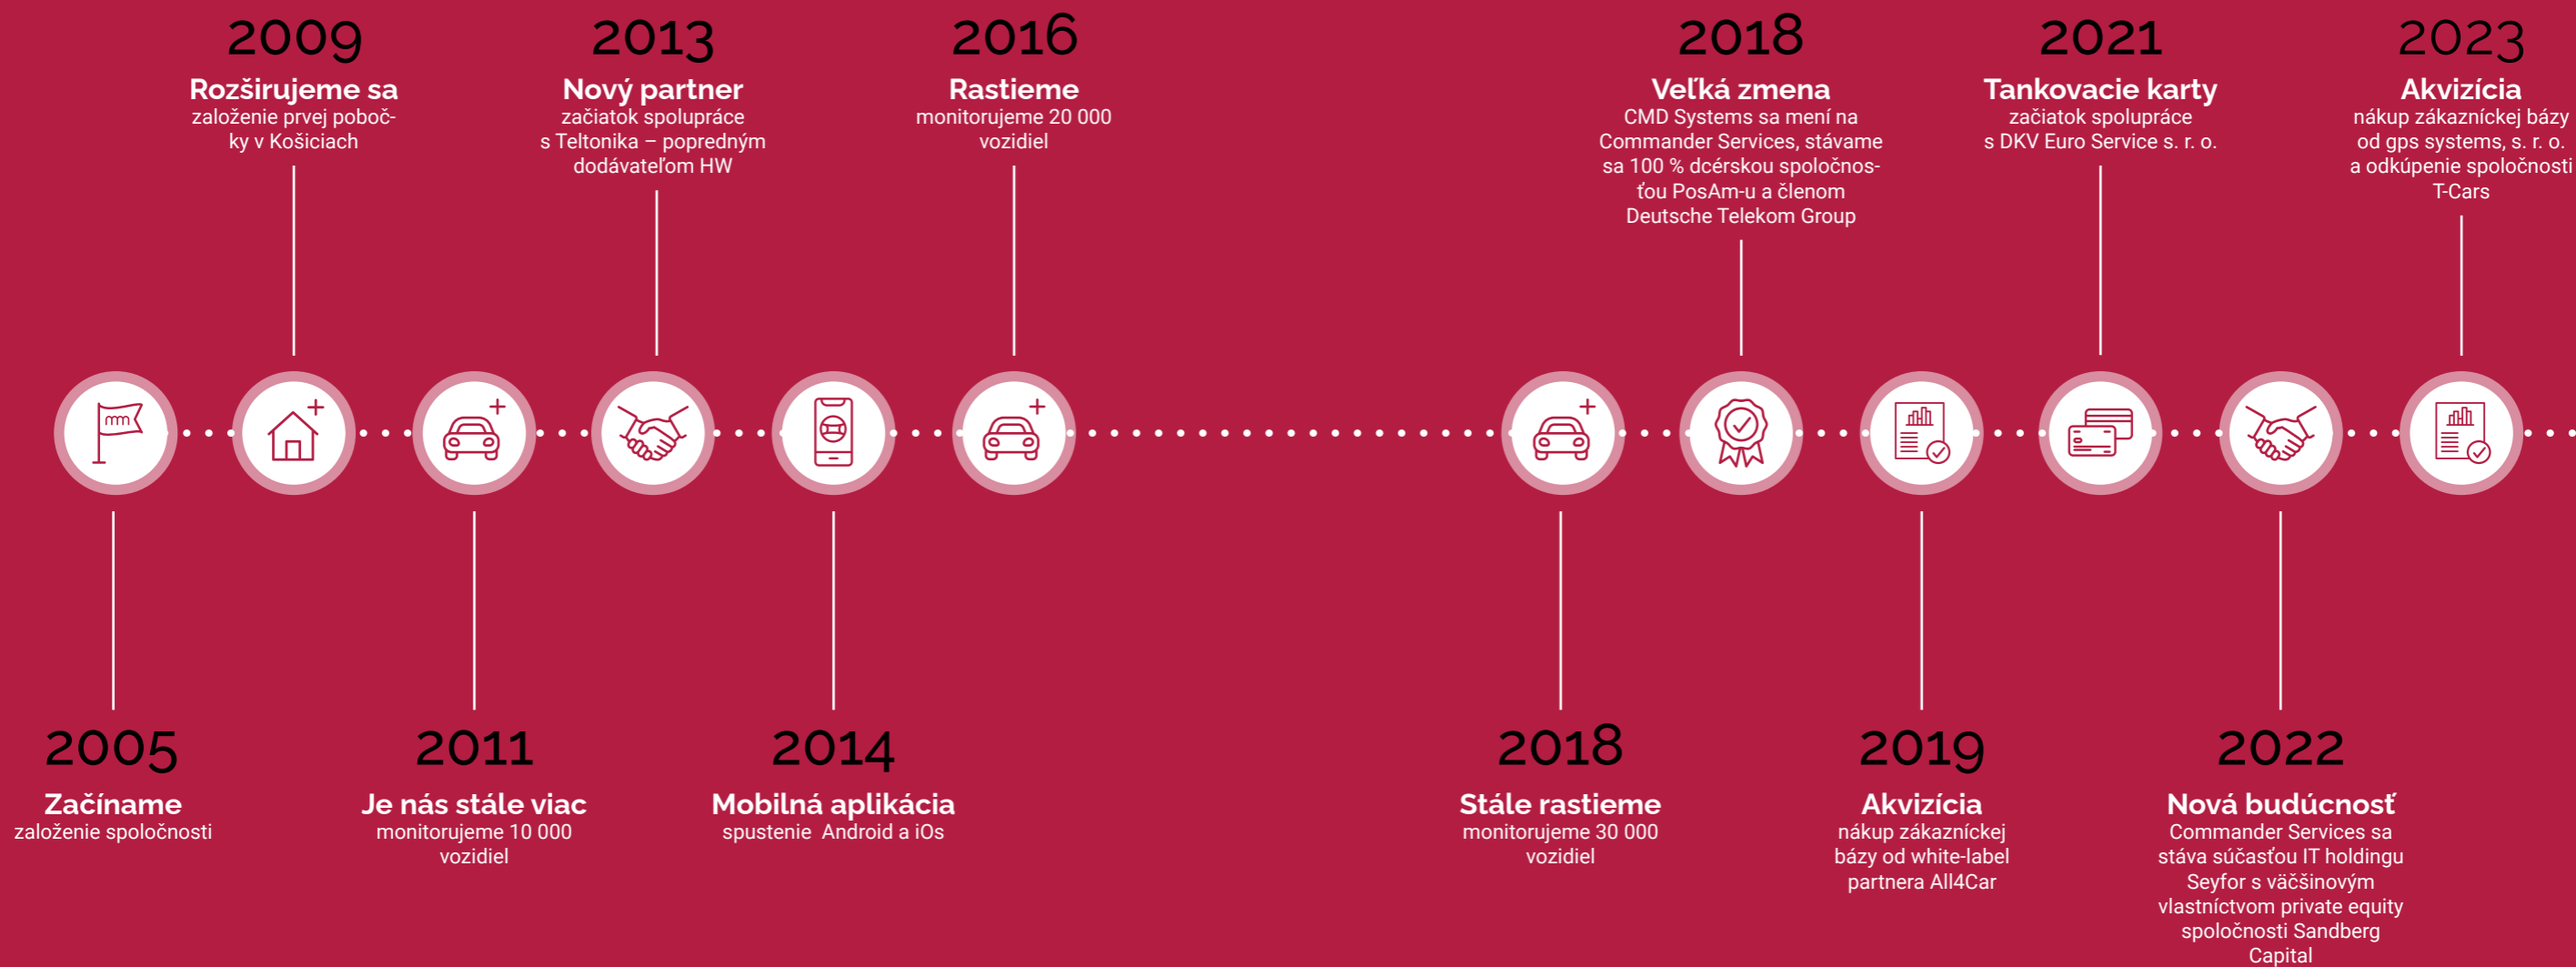 2009
Rozširujeme sa
založenie prvej poboč-
ky v Košiciach
2013
Nový partner
začiatok spolupráce
s Teltonika – popredným
dodávateľom HW
2016
Rastieme
monitorujeme 20 000
vozidiel
2018
Veľká zmena
CMD Systems sa mení na
Commander Services, stávame
sa 100 % dcérskou spoločnos-
ťou PosAm-u a členom
Deutsche Telekom Group
2021
Tankovacie karty
začiatok spolupráce
s DKV Euro Service s. r. o.
2023
Akvizícia
nákup zákazníckej bázy
od gps systems, s. r. o.
a odkúpenie spoločnosti
T-Cars
2005
Začíname
založenie spoločnosti
2011
Je nás stále viac
monitorujeme 10 000
vozidiel
2014
Mobilná aplikácia
spustenie Android a iOs
2018
Stále rastieme
monitorujeme 30 000
vozidiel
2019
Akvizícia
nákup zákazníckej
bázy od white-label
partnera All4Car
2022
Nová budúcnosť
Commander Services sa
stáva súčasťou IT holdingu
Seyfor s väčšinovým
vlastníctvom private equity
spoločnosti Sandberg
Capital